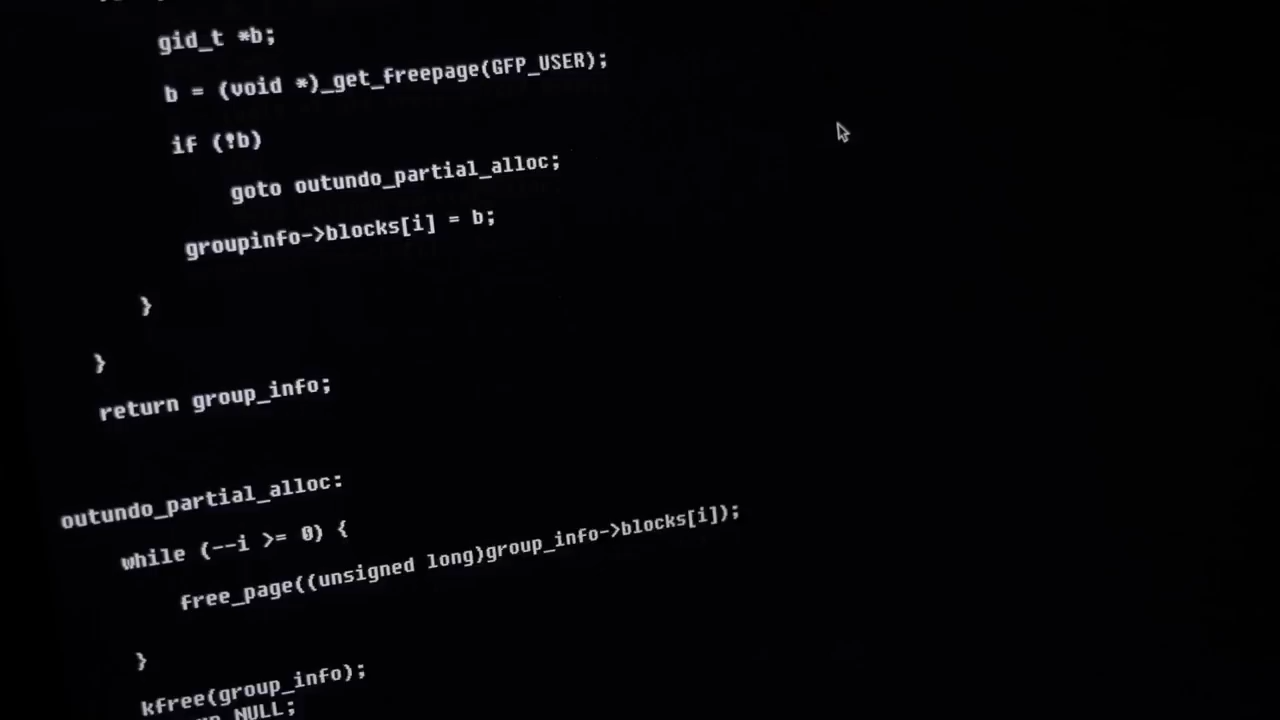 gid_t *b;
b = (void *)_get_freepage(GFP_USER);
if (!b)
goto outundo_partial_alloc;
groupinfo->blocks[i] = b;
}
}
return group_info;
outundo_partial_alloc:
while (--i >= 0) {
free_page((unsigned long)group_info->blocks[i]);
}
kfree(group_info);
NULL;